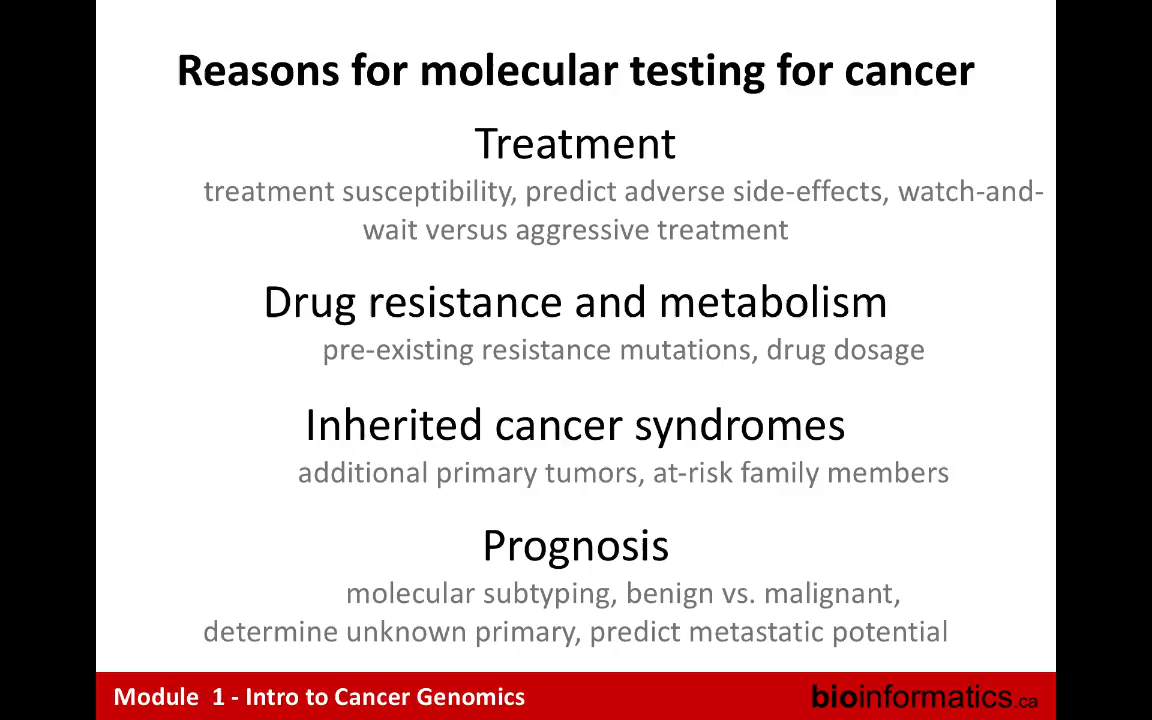 Reasons for molecular testing for cancer
Treatment
treatment susceptibility, predict adverse side-effects, watch-and-
wait versus aggressive treatment
Drug resistance and metabolism
pre-existing resistance mutations, drug dosage
Inherited cancer syndromes
additional primary tumors, at-risk family members
Prognosis
molecular subtyping, benign vs. malignant,
determine unknown primary, predict metastatic potential
Module  1 - Intro to Cancer Genomics
bioinformatics.ca